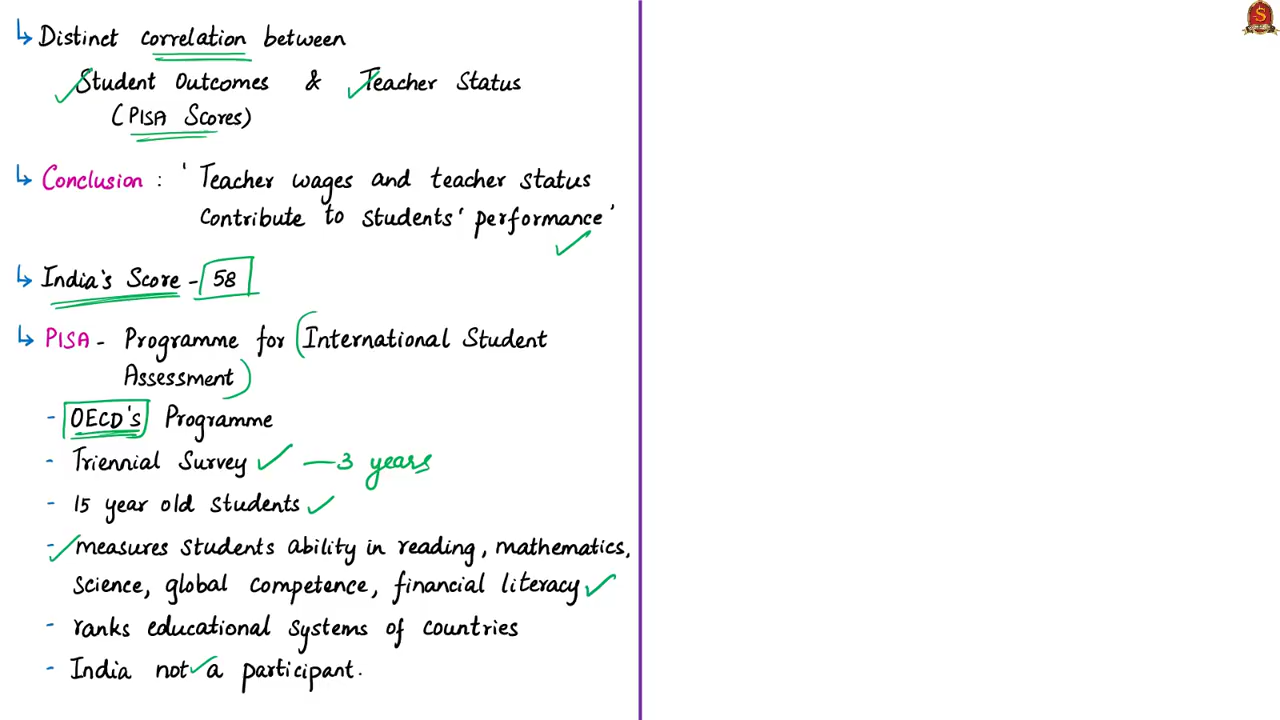 ↳ Distinct correlation between
Student Outcomes & Teacher Status
(PISA Scores)
↳ Conclusion : 'Teacher wages and teacher status
contribute to students' performance'
↳ India's Score - 58
↳ PISA - Programme for (International Student
Assessment)
- OECD's Programme
- Triennial Survey ✓ — 3 years
- 15 year old students ✓
- measures students ability in reading, mathematics,
science, global competence, financial literacy ✓
- ranks educational systems of countries
- India not a participant.
S